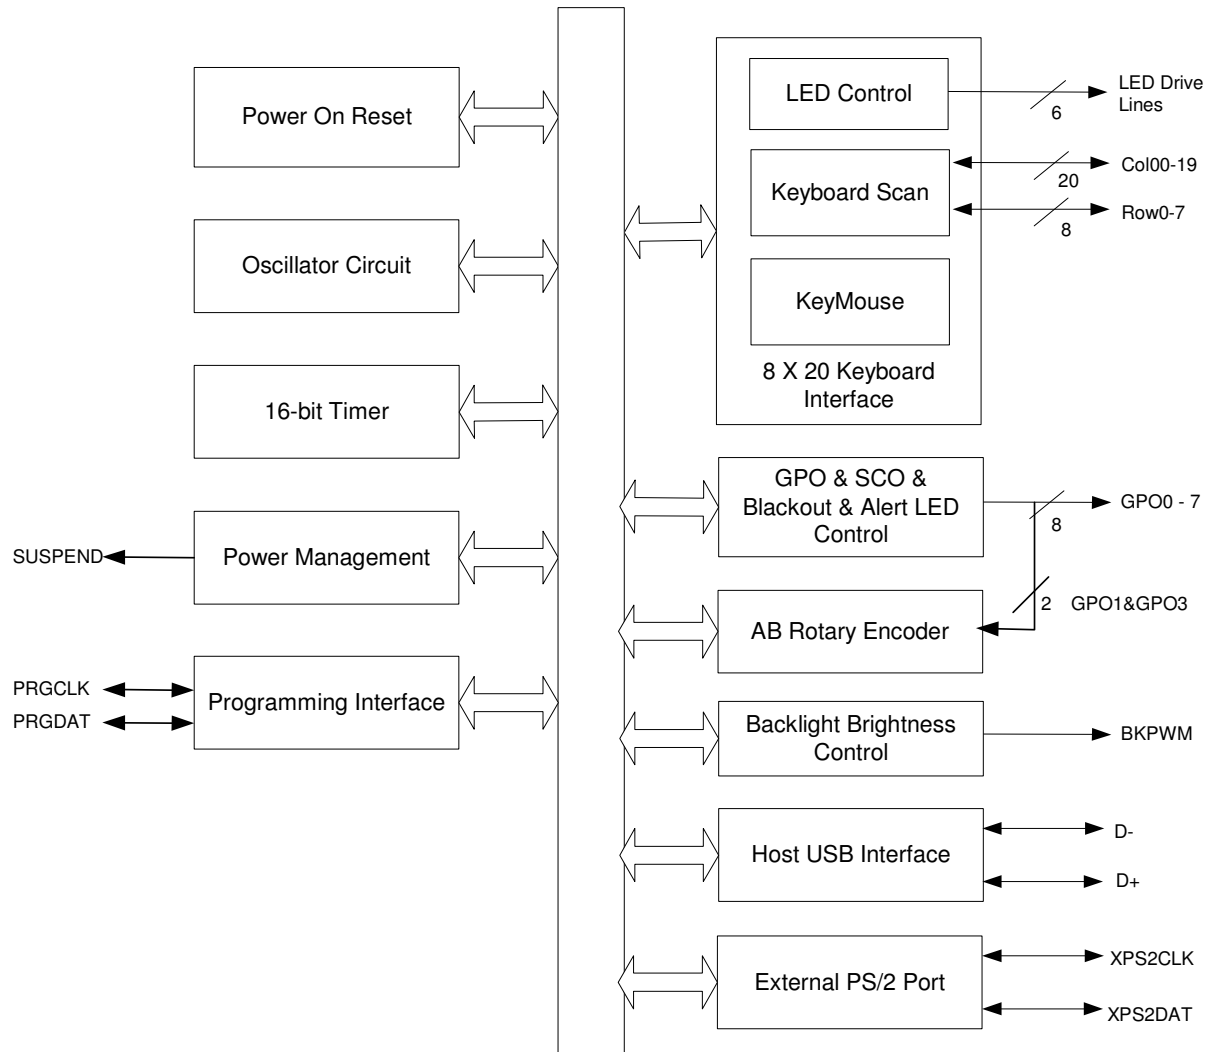 Power On Reset
Oscillator Circuit
16-bit Timer
SUSPEND
Power Management
PRGCLK
PRGDAT
Programming Interface
LED Control
LED Drive
Lines
6
Keyboard Scan
Col00-19
20
Row0-7
8
KeyMouse
8 X 20 Keyboard
Interface
GPO & SCO &
Blackout & Alert LED
Control
GPO0 - 7
8
2
GPO1&GPO3
AB Rotary Encoder
Backlight Brightness
Control
BKPWM
Host USB Interface
D-
D+
External PS/2 Port
XPS2CLK
XPS2DAT